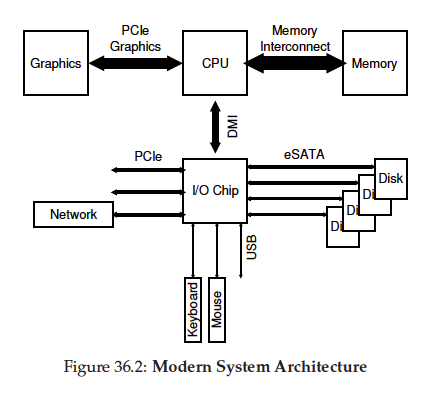 PCIe
Graphics
Memory
Interconnect
Graphics
CPU
Memory
DMI
PCIe
eSATA
I/O Chip
Disk
Di
Di
Di
Network
USB
Keyboard
Mouse
Figure 36.2: Modern System Architecture